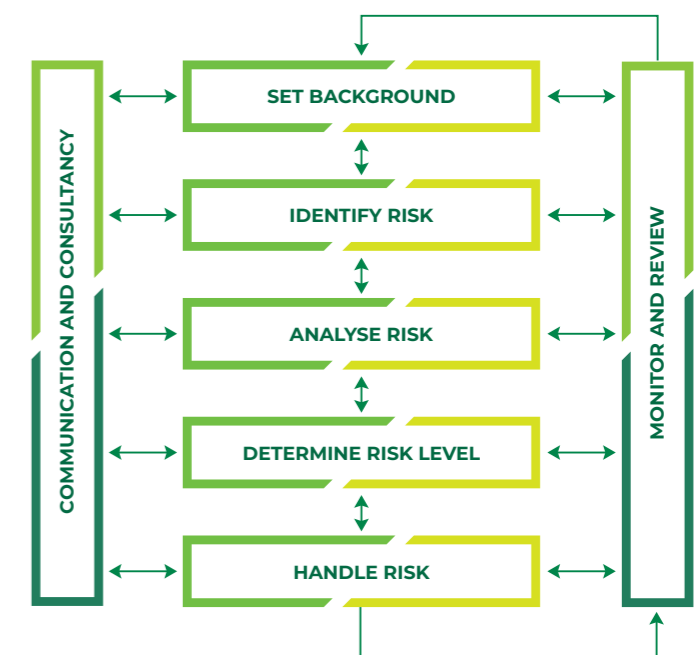 COMMUNICATION AND CONSULTANCY
SET BACKGROUND
IDENTIFY RISK
ANALYSE RISK
DETERMINE RISK LEVEL
HANDLE RISK
MONITOR AND REVIEW